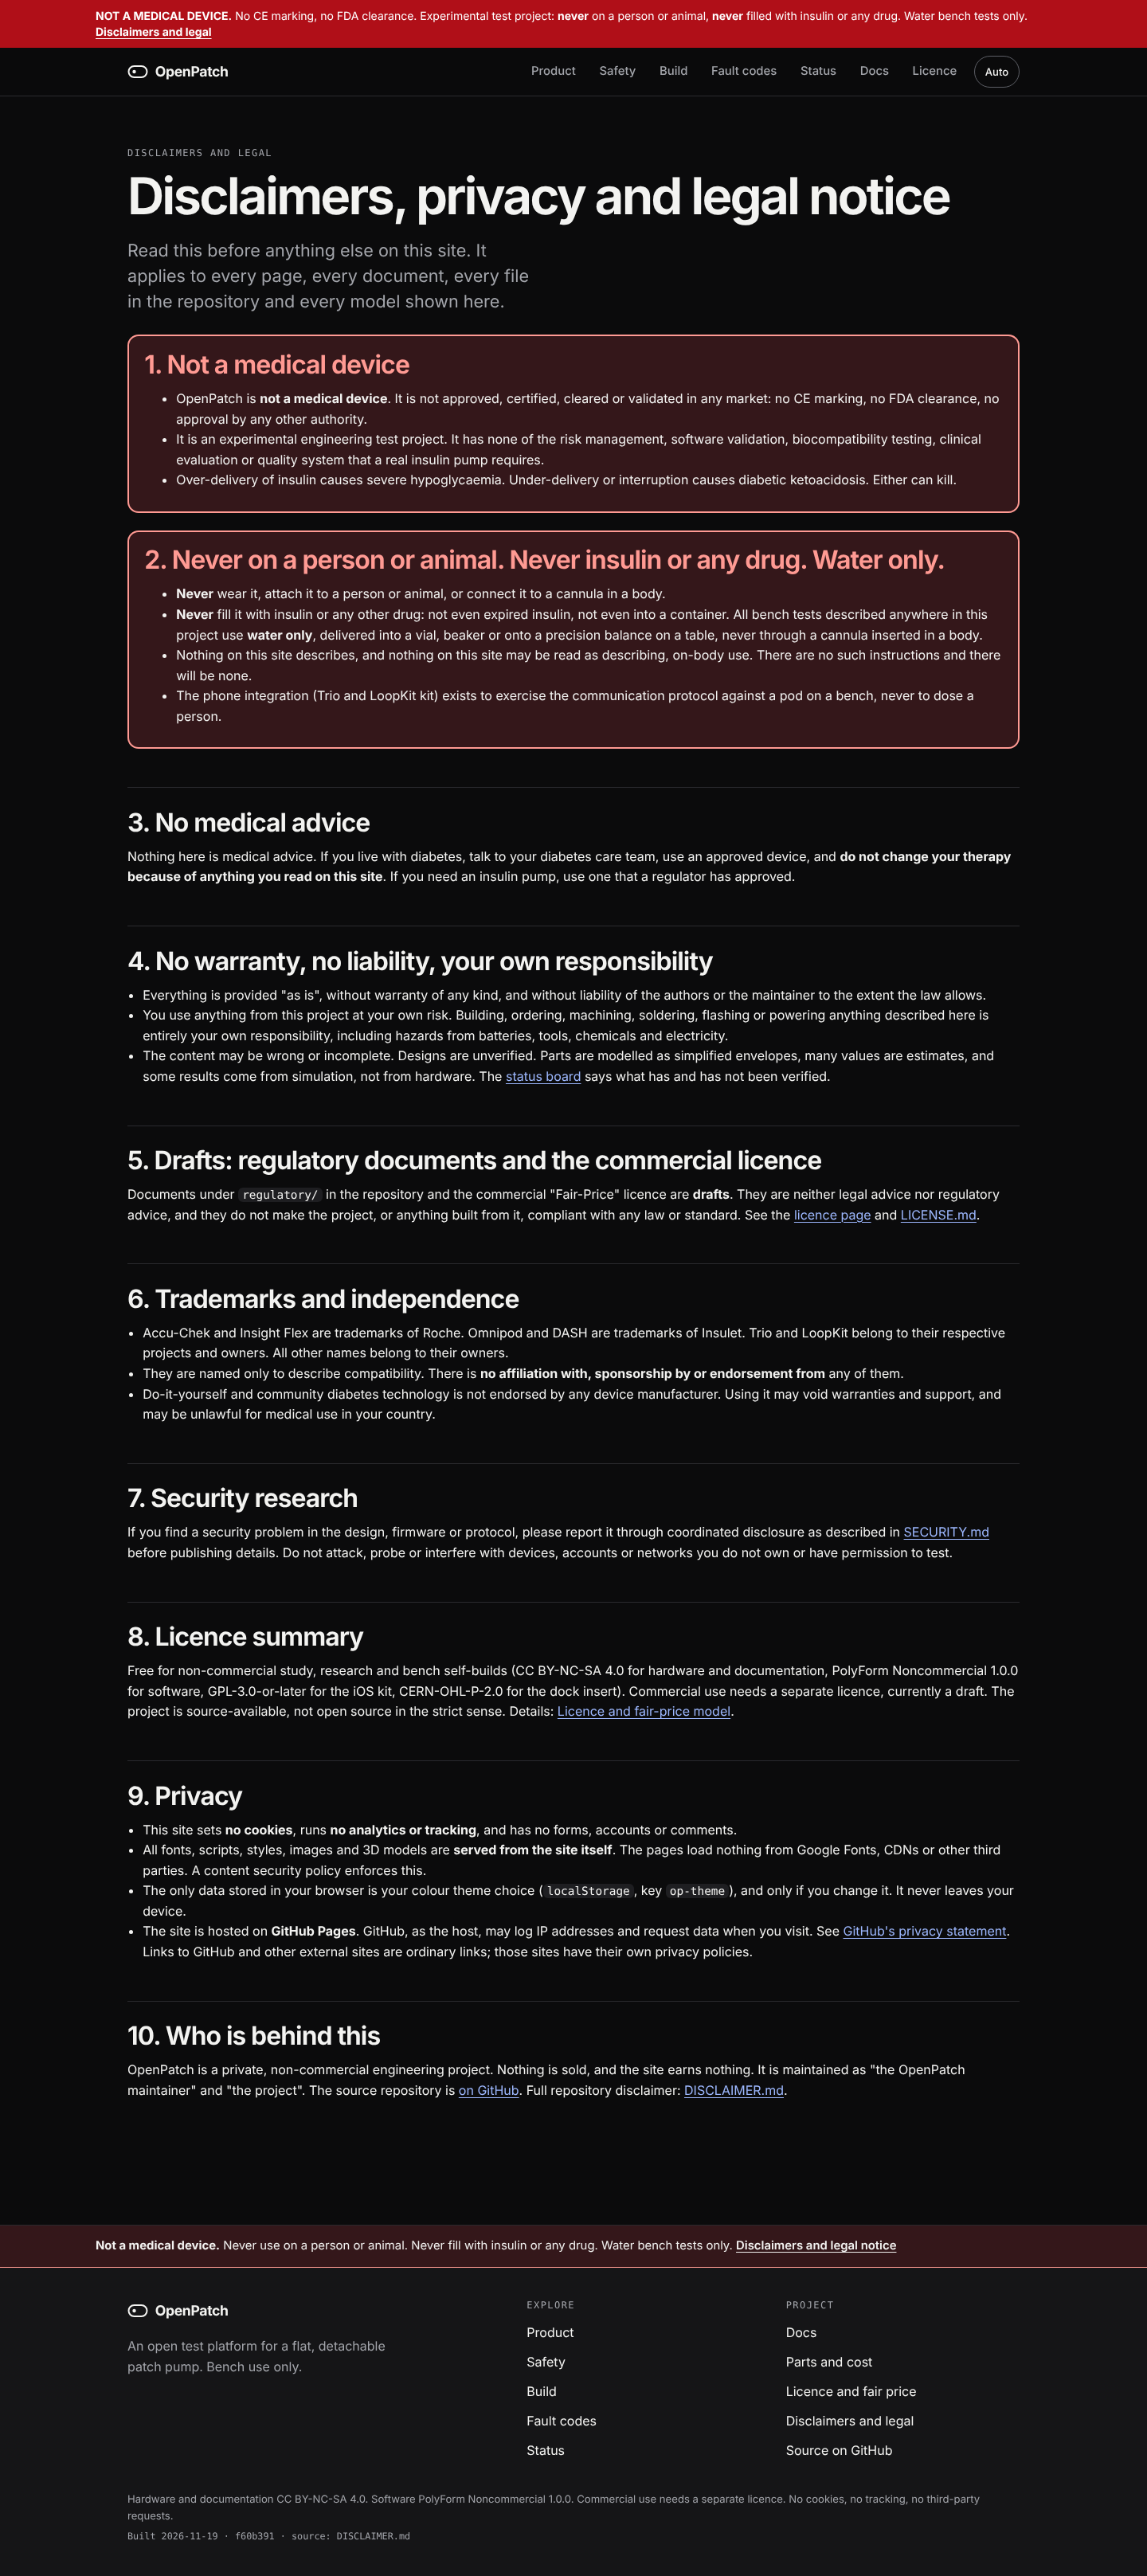 NOT A MEDICAL DEVICE. No CE marking, no FDA clearance. Experimental test project: never on a person or animal, never filled with insulin or any drug. Water bench tests only.
Disclaimers and legal
OpenPatch
Product Safety Build Fault codes Status Docs Licence Auto
DISCLAIMERS AND LEGAL
Disclaimers, privacy and legal notice
Read this before anything else on this site. It
applies to every page, every document, every file
in the repository and every model shown here.
1. Not a medical device
• OpenPatch is not a medical device. It is not approved, certified, cleared or validated in any market: no CE marking, no FDA clearance, no
approval by any other authority.
• It is an experimental engineering test project. It has none of the risk management, software validation, biocompatibility testing, clinical
evaluation or quality system that a real insulin pump requires.
• Over-delivery of insulin causes severe hypoglycaemia. Under-delivery or interruption causes diabetic ketoacidosis. Either can kill.
2. Never on a person or animal. Never insulin or any drug. Water only.
• Never wear it, attach it to a person or animal, or connect it to a cannula in a body.
• Never fill it with insulin or any other drug: not even expired insulin, not even into a container. All bench tests described anywhere in this
project use water only, delivered into a vial, beaker or onto a precision balance on a table, never through a cannula inserted in a body.
• Nothing on this site describes, and nothing on this site may be read as describing, on-body use. There are no such instructions and there
will be none.
• The phone integration (Trio and LoopKit kit) exists to exercise the communication protocol against a pod on a bench, never to dose a
person.
3. No medical advice
Nothing here is medical advice. If you live with diabetes, talk to your diabetes care team, use an approved device, and do not change your therapy
because of anything you read on this site. If you need an insulin pump, use one that a regulator has approved.
4. No warranty, no liability, your own responsibility
• Everything is provided "as is", without warranty of any kind, and without liability of the authors or the maintainer to the extent the law allows.
• You use anything from this project at your own risk. Building, ordering, machining, soldering, flashing or powering anything described here is
entirely your own responsibility, including hazards from batteries, tools, chemicals and electricity.
• The content may be wrong or incomplete. Designs are unverified. Parts are modelled as simplified envelopes, many values are estimates, and
some results come from simulation, not from hardware. The status board says what has and has not been verified.
5. Drafts: regulatory documents and the commercial licence
Documents under regulatory/ in the repository and the commercial "Fair-Price" licence are drafts. They are neither legal advice nor regulatory
advice, and they do not make the project, or anything built from it, compliant with any law or standard. See the licence page and LICENSE.md.
6. Trademarks and independence
• Accu-Chek and Insight Flex are trademarks of Roche. Omnipod and DASH are trademarks of Insulet. Trio and LoopKit belong to their respective
projects and owners. All other names belong to their owners.
• They are named only to describe compatibility. There is no affiliation with, sponsorship by or endorsement from any of them.
• Do-it-yourself and community diabetes technology is not endorsed by any device manufacturer. Using it may void warranties and support, and
may be unlawful for medical use in your country.
7. Security research
If you find a security problem in the design, firmware or protocol, please report it through coordinated disclosure as described in SECURITY.md
before publishing details. Do not attack, probe or interfere with devices, accounts or networks you do not own or have permission to test.
8. Licence summary
Free for non-commercial study, research and bench self-builds (CC BY-NC-SA 4.0 for hardware and documentation, PolyForm Noncommercial 1.0.0
for software, GPL-3.0-or-later for the iOS kit, CERN-OHL-P-2.0 for the dock insert). Commercial use needs a separate licence, currently a draft. The
project is source-available, not open source in the strict sense. Details: Licence and fair-price model.
9. Privacy
• This site sets no cookies, runs no analytics or tracking, and has no forms, accounts or comments.
• All fonts, scripts, styles, images and 3D models are served from the site itself. The pages load nothing from Google Fonts, CDNs or other third
parties. A content security policy enforces this.
• The only data stored in your browser is your colour theme choice (localStorage, key op-theme), and only if you change it. It never leaves your
device.
• The site is hosted on GitHub Pages. GitHub, as the host, may log IP addresses and request data when you visit. See GitHub's privacy statement.
Links to GitHub and other external sites are ordinary links; those sites have their own privacy policies.
10. Who is behind this
OpenPatch is a private, non-commercial engineering project. Nothing is sold, and the site earns nothing. It is maintained as "the OpenPatch
maintainer" and "the project". The source repository is on GitHub. Full repository disclaimer: DISCLAIMER.md.
Not a medical device. Never use on a person or animal. Never fill with insulin or any drug. Water bench tests only. Disclaimers and legal notice
OpenPatch
An open test platform for a flat, detachable
patch pump. Bench use only.
EXPLORE
Product
Safety
Build
Fault codes
Status
PROJECT
Docs
Parts and cost
Licence and fair price
Disclaimers and legal
Source on GitHub
Hardware and documentation CC BY-NC-SA 4.0. Software PolyForm Noncommercial 1.0.0. Commercial use needs a separate licence. No cookies, no tracking, no third-party
requests.
Built 2026-11-19 · f60b391 · source: DISCLAIMER.md